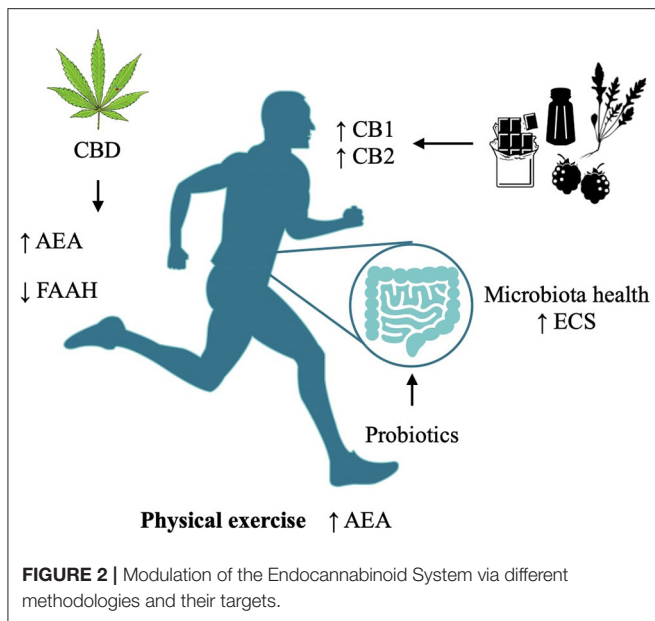 CBD
↑ AEA
↓ FAAH
↑ CB1
↑ CB2
Microbiota health
↑ ECS
Probiotics
Physical exercise ↑ AEA
FIGURE 2 | Modulation of the Endocannabinoid System via different
methodologies and their targets.